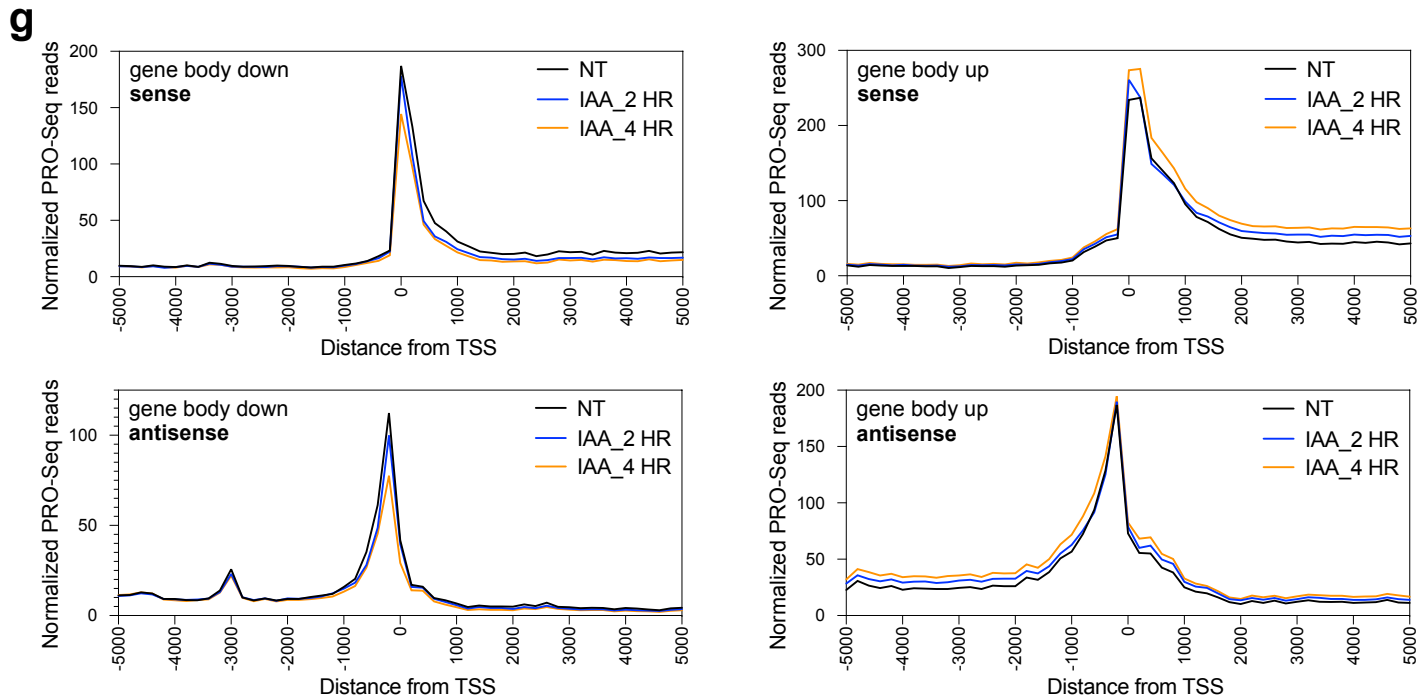 g
Normalized PRO-Seq reads
200
150
100
50
0
gene body down
sense
NT
IAA_2 HR
IAA_4 HR
-5000
-4000
-3000
-2000
-1000
0
1000
2000
3000
4000
5000
Distance from TSS
Normalized PRO-Seq reads
300
200
100
0
gene body up
sense
NT
IAA_2 HR
IAA_4 HR
-5000
-4000
-3000
-2000
-1000
0
1000
2000
3000
4000
5000
Distance from TSS
Normalized PRO-Seq reads
100
50
0
gene body down
antisense
NT
IAA_2 HR
IAA_4 HR
-5000
-4000
-3000
-2000
-1000
0
1000
2000
3000
4000
5000
Distance from TSS
Normalized PRO-Seq reads
200
150
100
50
0
gene body up
antisense
NT
IAA_2 HR
IAA_4 HR
-5000
-4000
-3000
-2000
-1000
0
1000
2000
3000
4000
5000
Distance from TSS